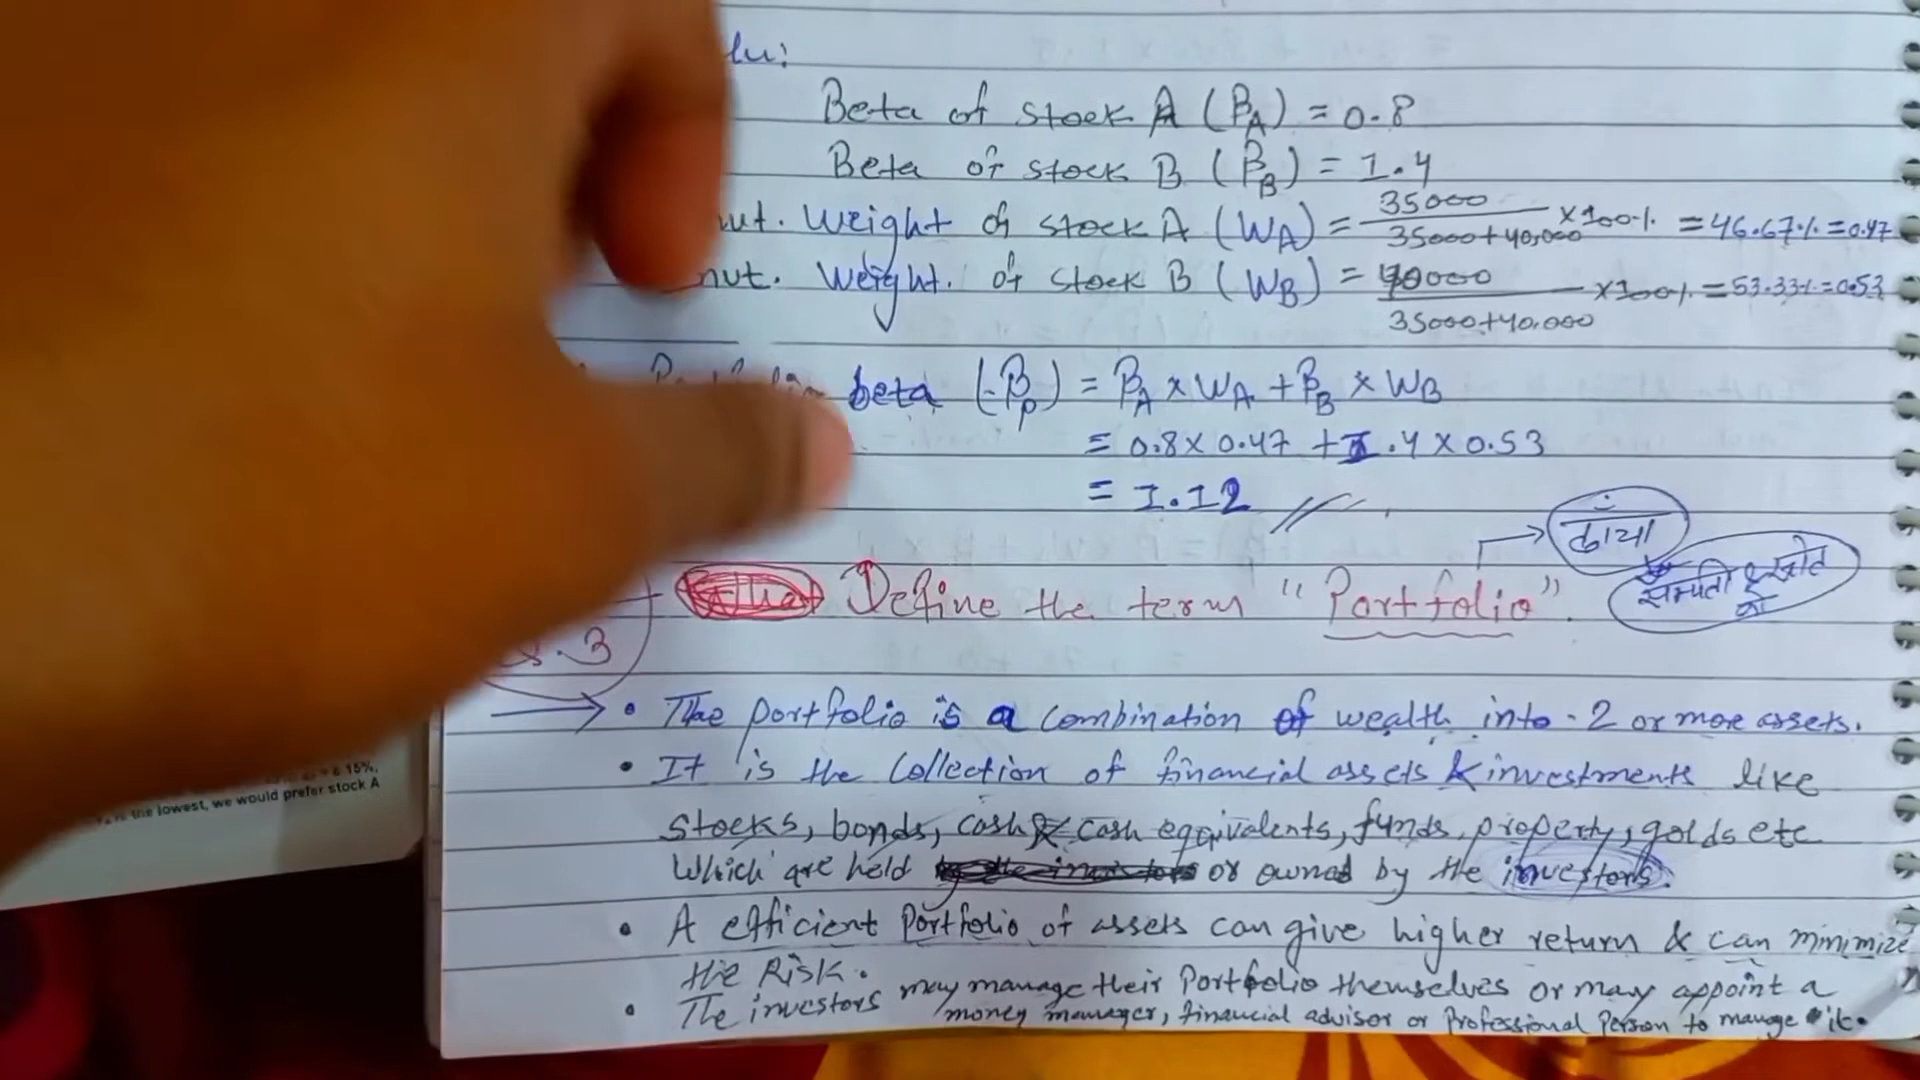 Beta of stock A (βA) = 0.8
Beta of stock B (βB) = 1.4
Weight of stock A (WA) = 35000 / 35000+40,000 ×100% = 46.67% = 0.47
Weight. of stock B (WB) = 40000 / 35000+40,000 ×100% = 53.33% = 0.53
beta (βp) = βA × WA + βB × WB
= 0.8 × 0.47 + 1.4 × 0.53
= 1.12
Define the term "Portfolio".
3
• The portfolio is a combination of wealth into 2 or more assets.
• It is the collection of financial assets & investments like
stocks, bonds, cash & cash equivalents, funds, property, golds etc
which are held or owned by the investors.
• A efficient Portfolio of assets can give higher return & can minimize
the Risk.
• The investors may manage their Portfolio themselves or may appoint a
money manager, financial advisor or Professional Person to manage it.
15%,
is the lowest, we would prefer stock A